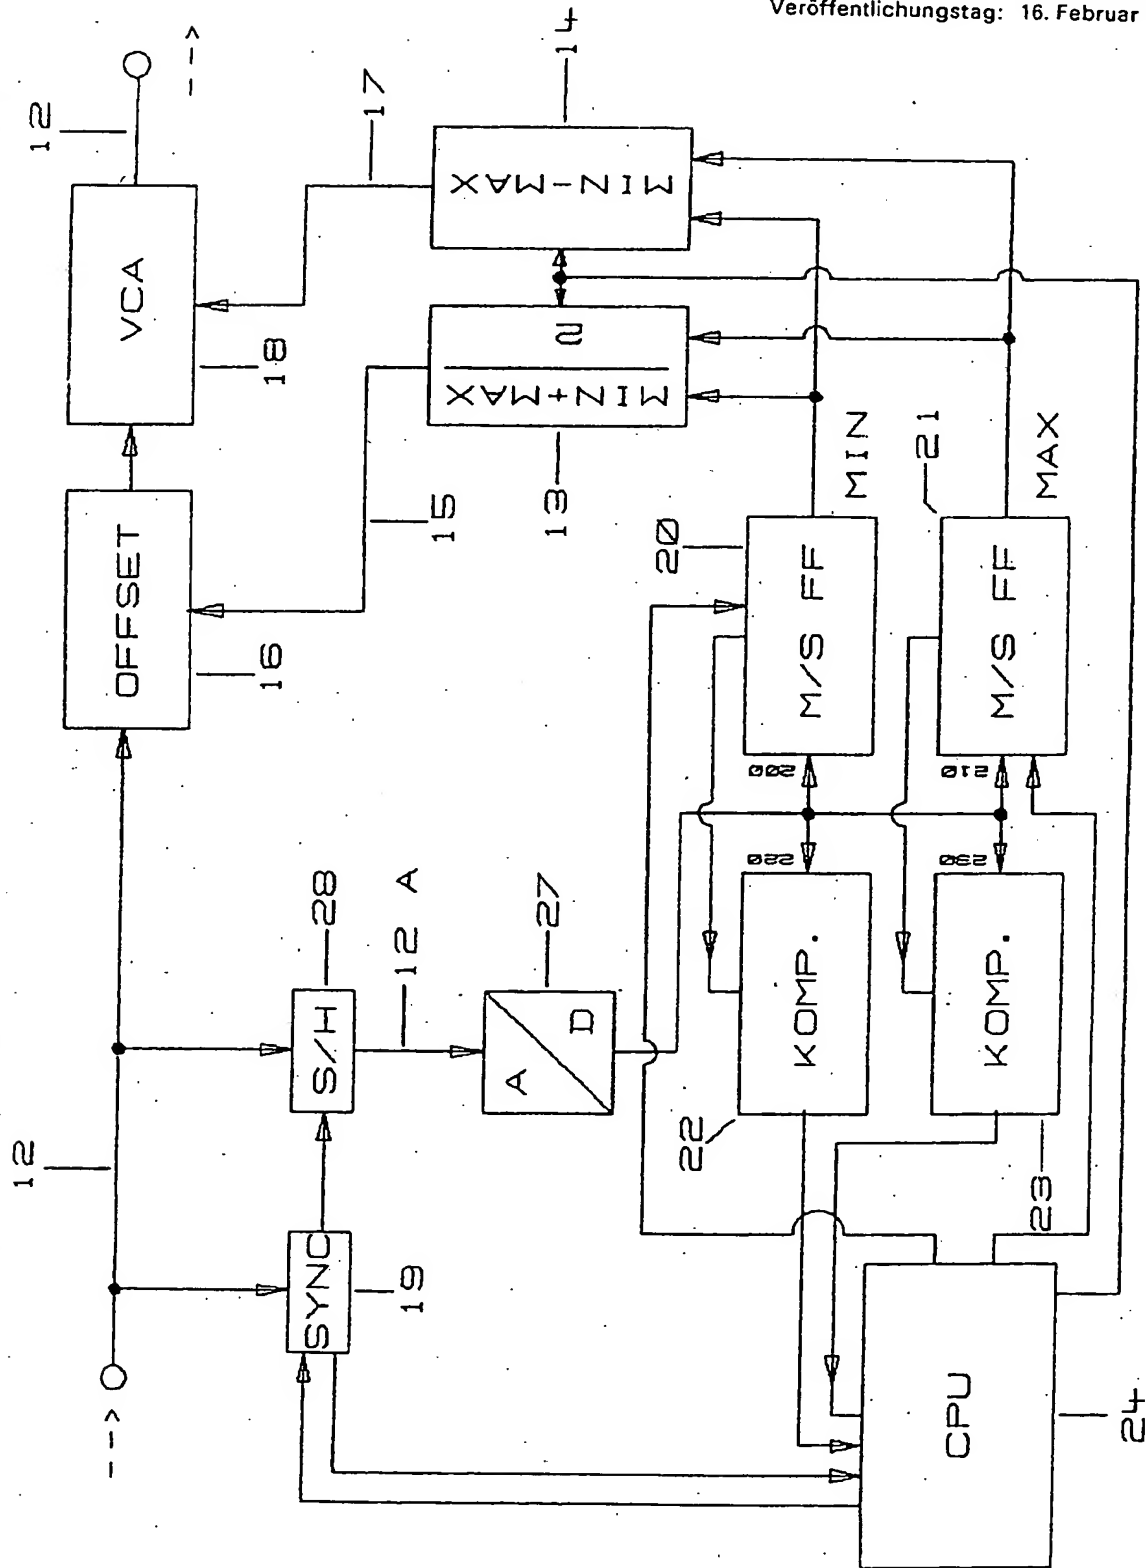 Veröffentlichungstag: 16. Februar
-->
12
SYNC
19
S/H
28
12 A
A
D
27
OFFSET
16
VCA
18
12
-->
15
17
MIN+MAX
2
13
MIN-MAX
14
CPU
24
KOMP.
22
220
KOMP.
23
230
M/S FF
20
200
MIN
M/S FF
21
210
MAX